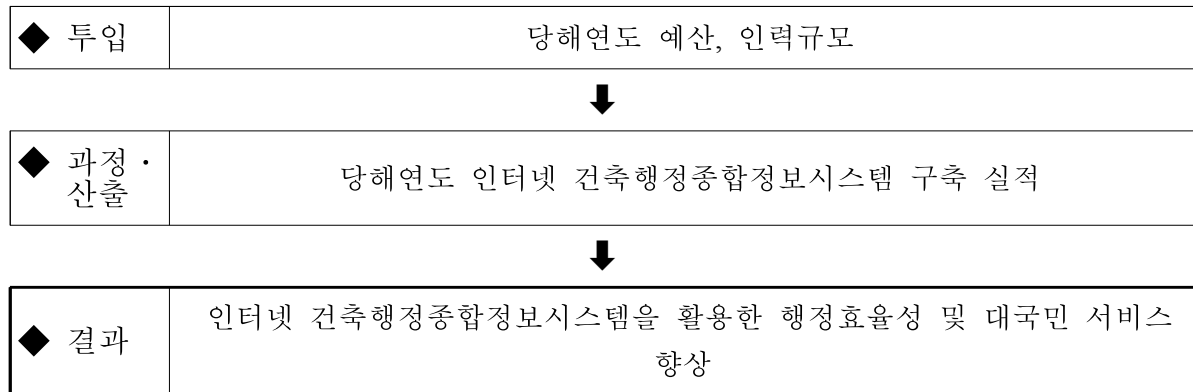 ◆ 투입 당해연도 예산, 인력규모
◆ 과정·
산출
당해연도 인터넷 건축행정종합정보시스템 구축 실적
◆ 결과
인터넷 건축행정종합정보시스템을 활용한 행정효율성 및 대국민 서비스
향상